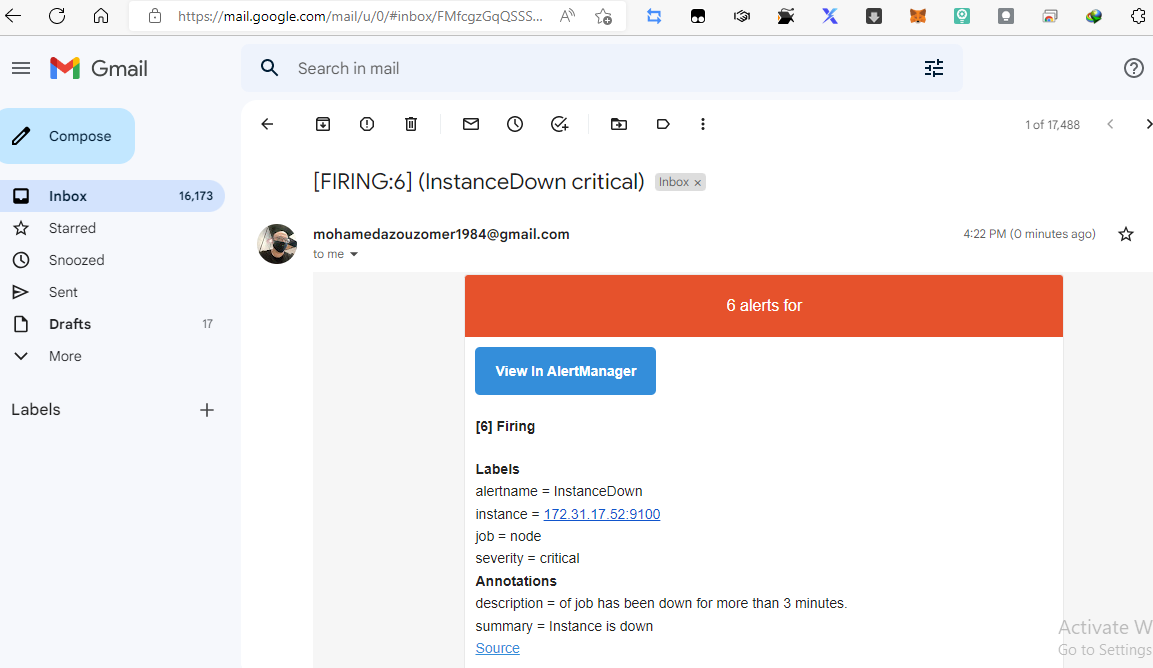 https://mail.google.com/mail/u/0/#inbox/FMfcgzGqQSSS...
Gmail
Search in mail
Compose
1 of 17,488
[FIRING:6] (InstanceDown critical)
Inbox ×
Inbox 16,173
Starred
Snoozed
Sent
Drafts 17
More
Labels
mohamedazouzomer1984@gmail.com
4:22 PM (0 minutes ago)
to me
6 alerts for
View In AlertManager
[6] Firing
Labels
alertname = InstanceDown
instance = 172.31.17.52:9100
job = node
severity = critical
Annotations
description = of job has been down for more than 3 minutes.
summary = Instance is down
Source
Activate W
Go to Settings